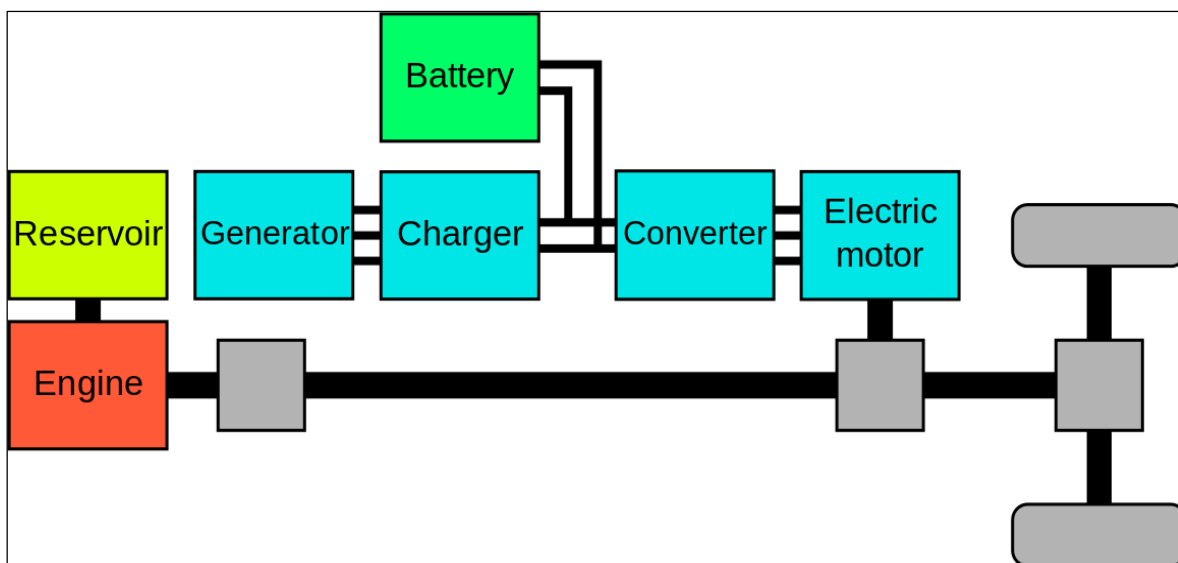 Battery
Reservoir
Generator
Charger
Converter
Electric
motor
Engine